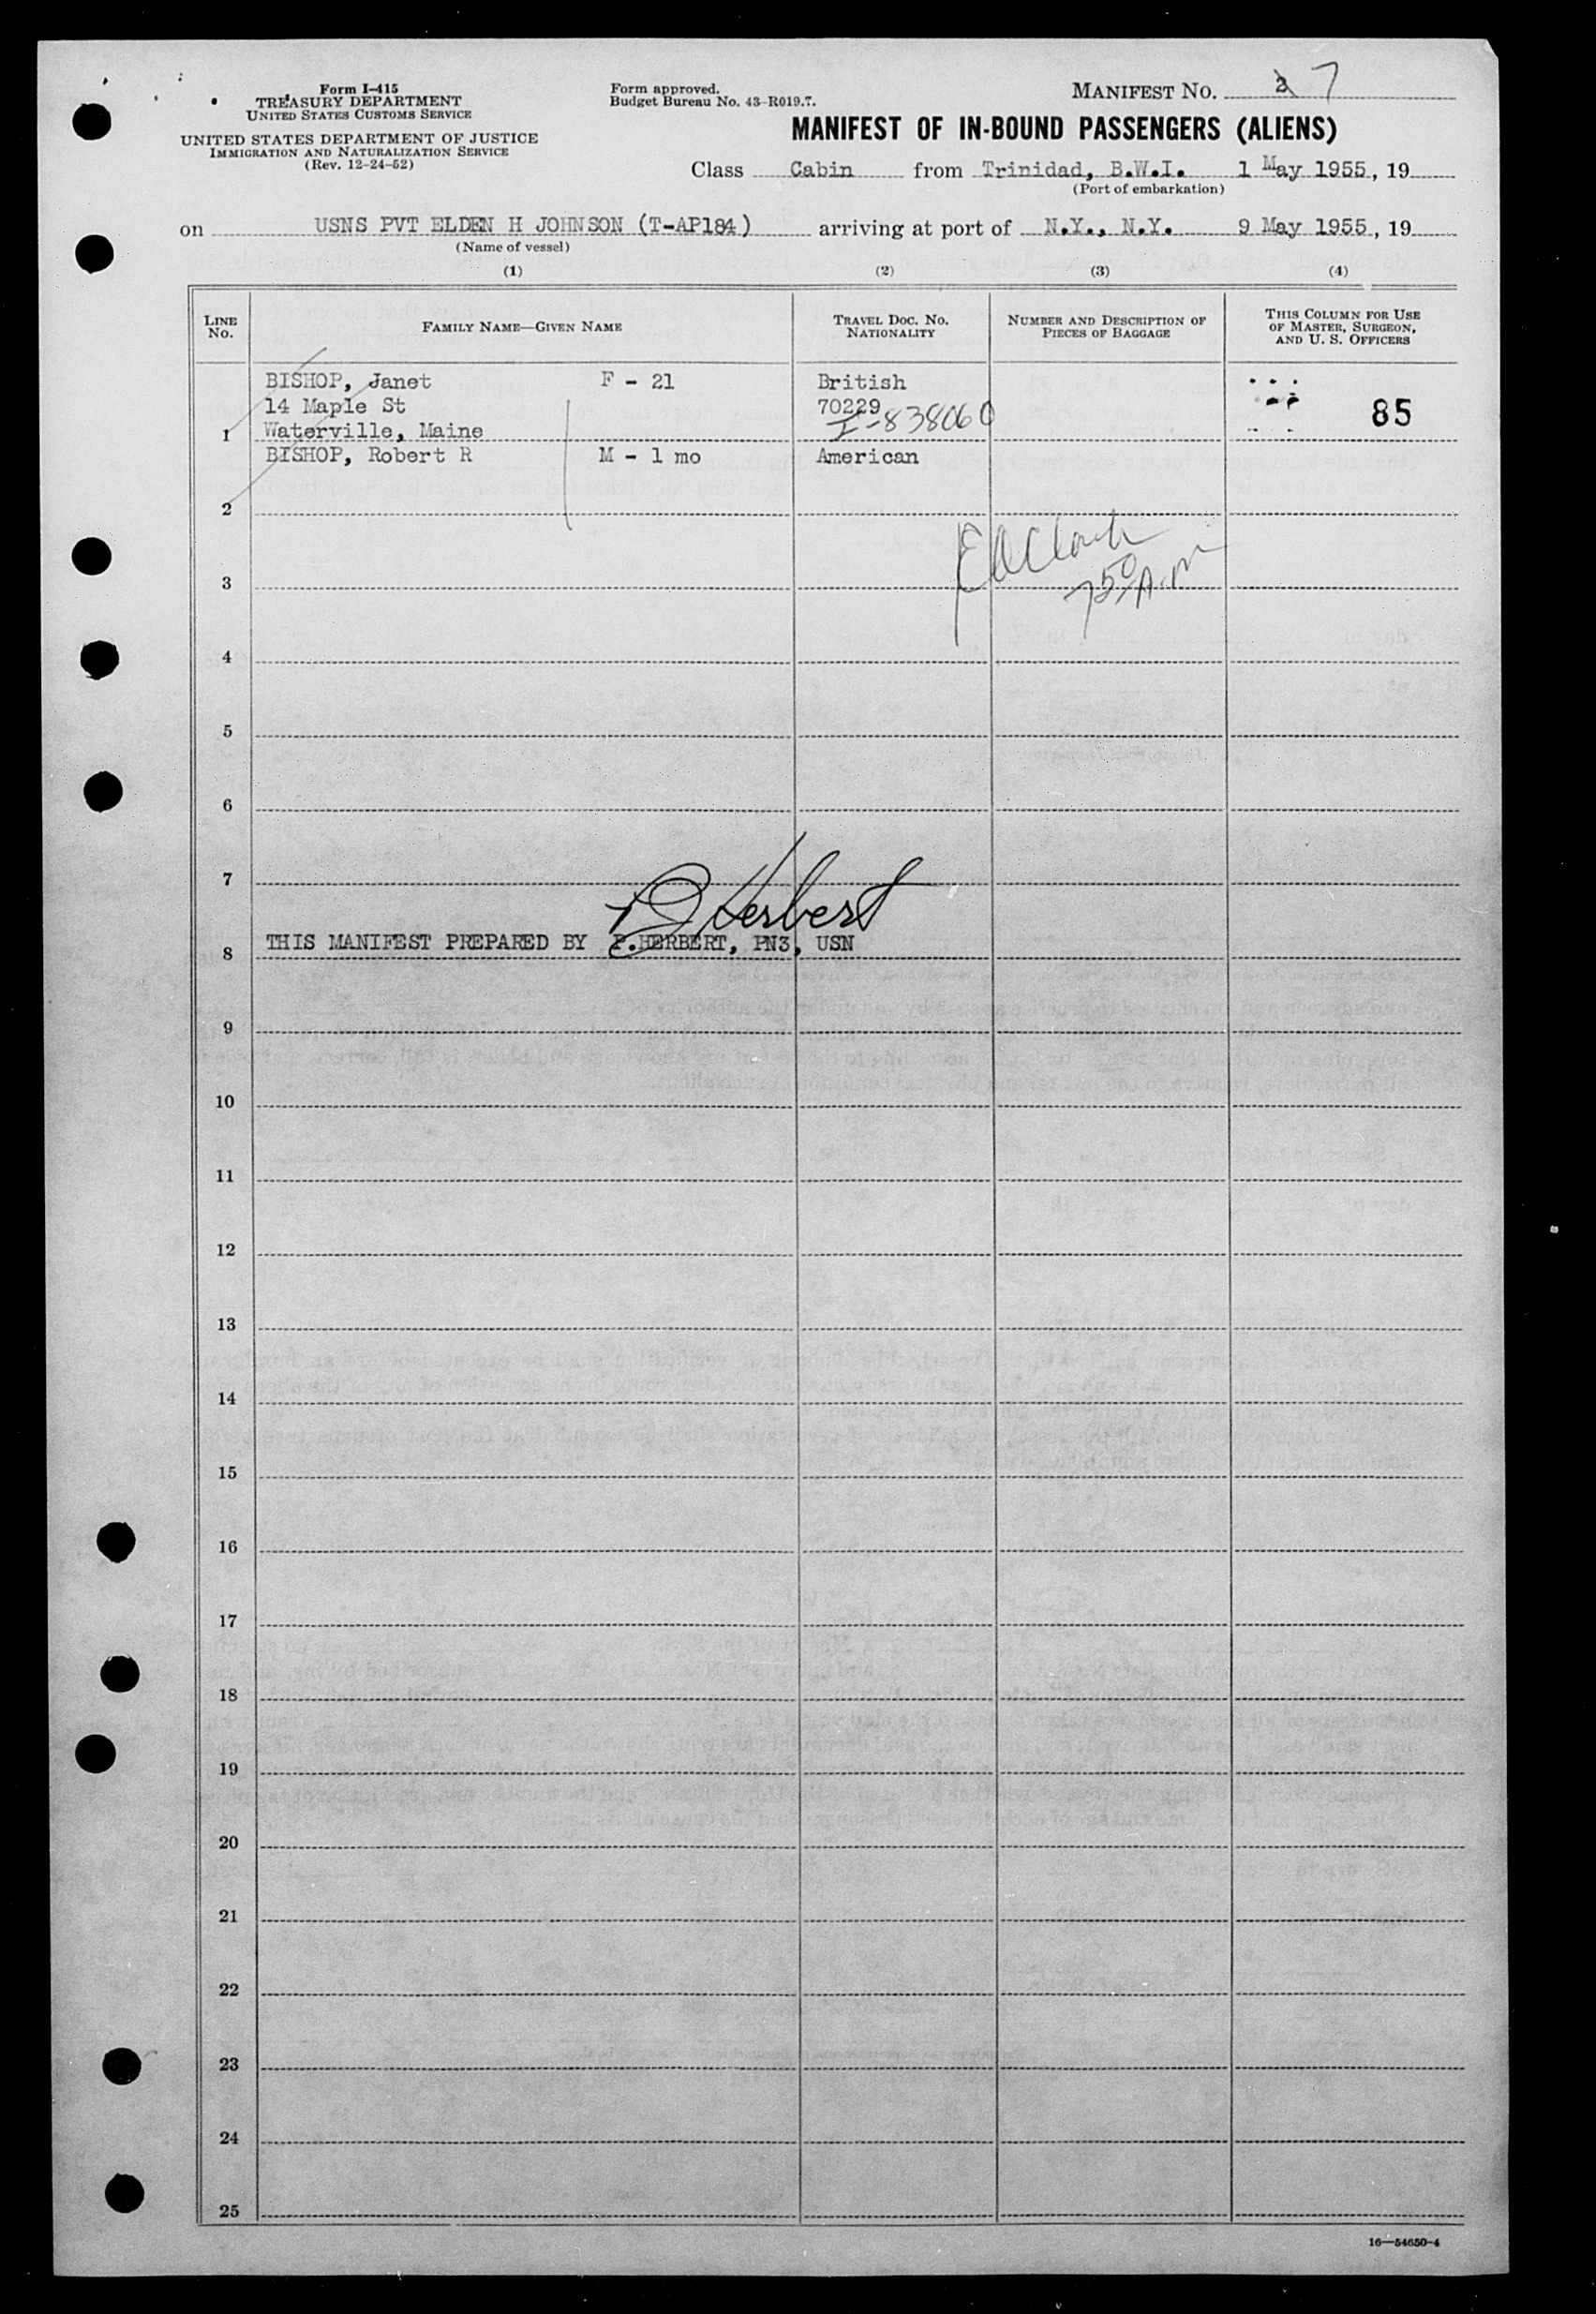 Form I-415
TREASURY DEPARTMENT
UNITED STATES CUSTOMS SERVICE
UNITED STATES DEPARTMENT OF JUSTICE
IMMIGRATION AND NATURALIZATION SERVICE
(Rev. 12-24-52)
Form approved.
Budget Bureau No. 43-R019.7.
MANIFEST No. 7
MANIFEST OF IN-BOUND PASSENGERS (ALIENS)
Class Cabin from Trinidad, B.W.I. 1 May 1955, 19
(Port of embarkation)
on USNS PVT ELDEN H JOHNSON (T-AP184) arriving at port of N.Y., N.Y. 9 May 1955, 19
(Name of vessel)
(1) (2) (3) (4)
LINE No. FAMILY NAME—GIVEN NAME TRAVEL DOC. NO. NATIONALITY NUMBER AND DESCRIPTION OF PIECES OF BAGGAGE THIS COLUMN FOR USE OF MASTER, SURGEON, AND U. S. OFFICERS
BISHOP, Janet F - 21 British
14 Maple St 70229 85
1 Waterville, Maine I-838060
BISHOP, Robert R M - 1 mo American
2
3
750 A.m
4
5
6
7
P Herbert
8 THIS MANIFEST PREPARED BY P.HERBERT, PN3, USN
9
10
11
12
13
14
15
16
17
18
19
20
21
22
23
24
25
16—54650-4